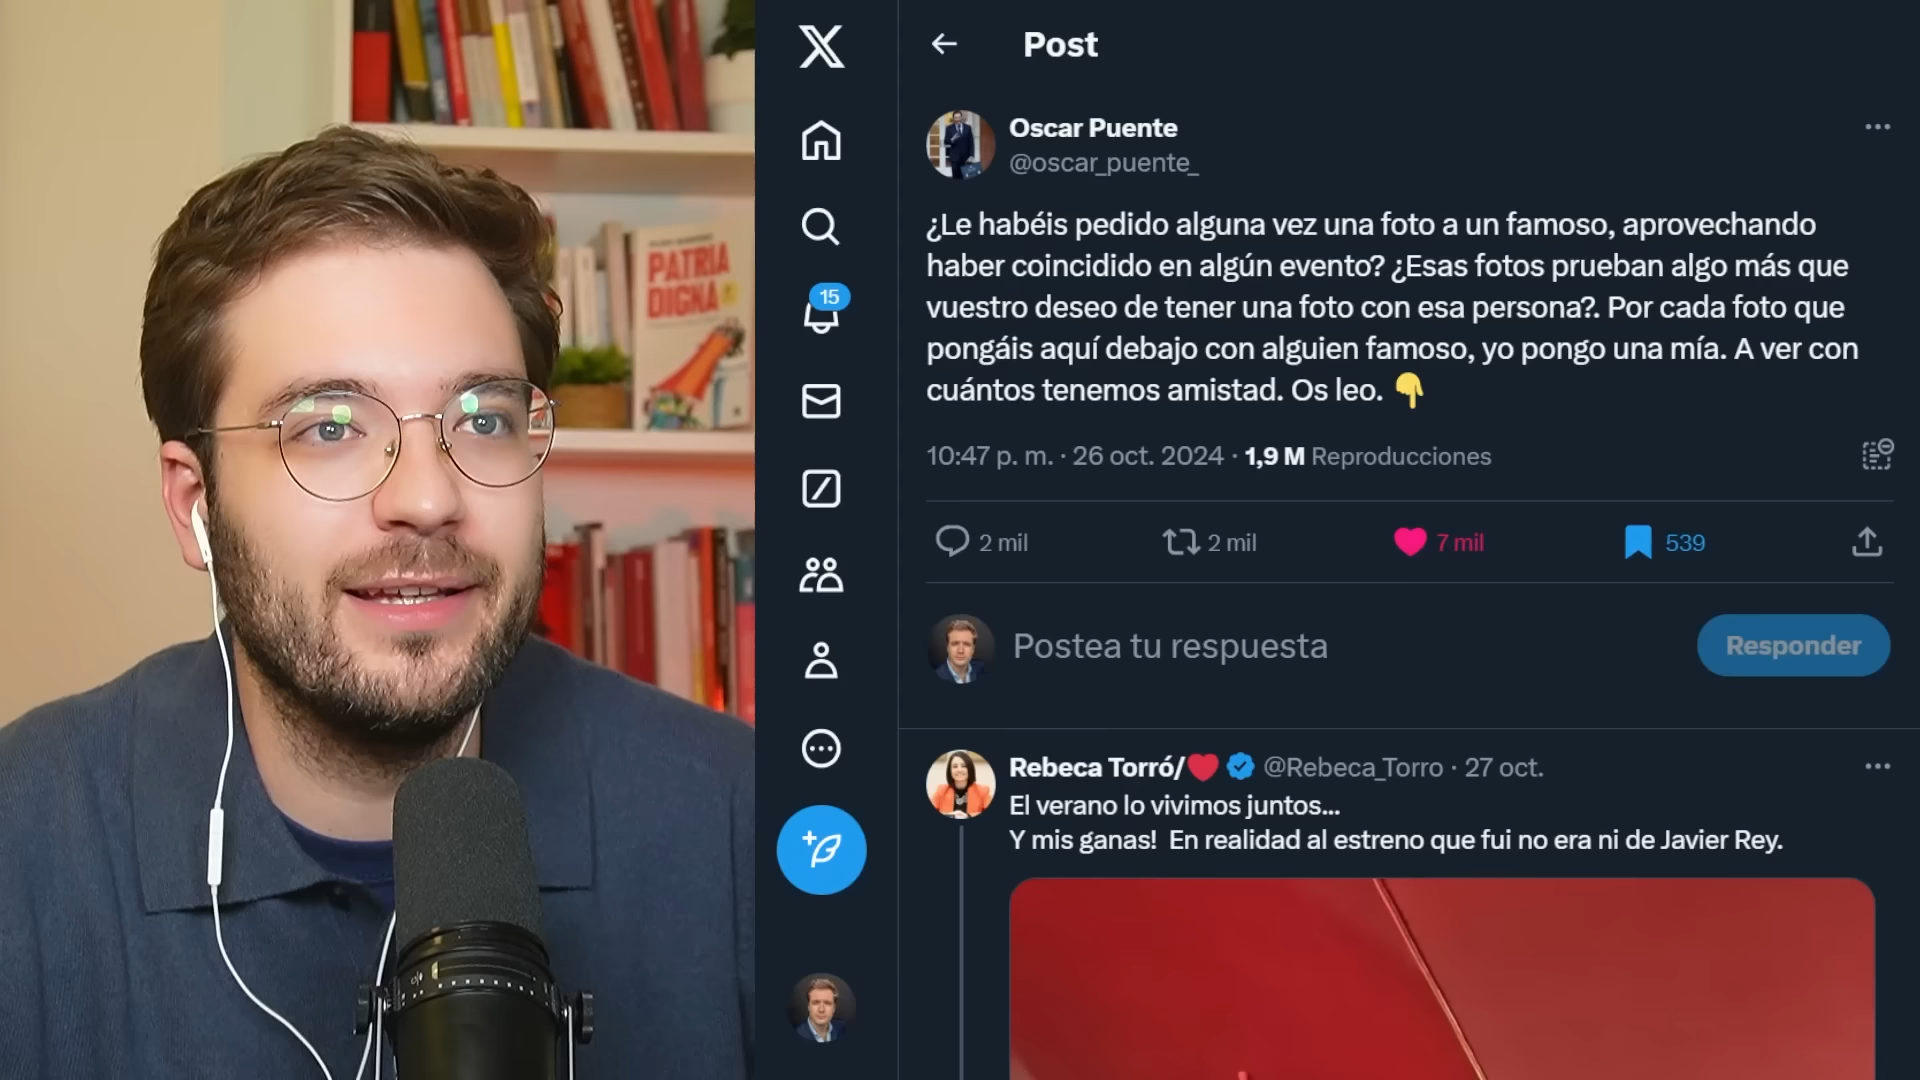 PATRIA
DIGNA
Post
Oscar Puente
@oscar_puente_
¿Le habéis pedido alguna vez una foto a un famoso, aprovechando
haber coincidido en algún evento? ¿Esas fotos prueban algo más que
vuestro deseo de tener una foto con esa persona?. Por cada foto que
pongáis aquí debajo con alguien famoso, yo pongo una mía. A ver con
cuántos tenemos amistad. Os leo. 👇
10:47 p. m. · 26 oct. 2024 · 1,9 M Reproducciones
2 mil 2 mil 7 mil 539
15
Postea tu respuesta Responder
Rebeca Torró/❤️ @Rebeca_Torro · 27 oct.
El verano lo vivimos juntos...
Y mis ganas! En realidad al estreno que fui no era ni de Javier Rey.